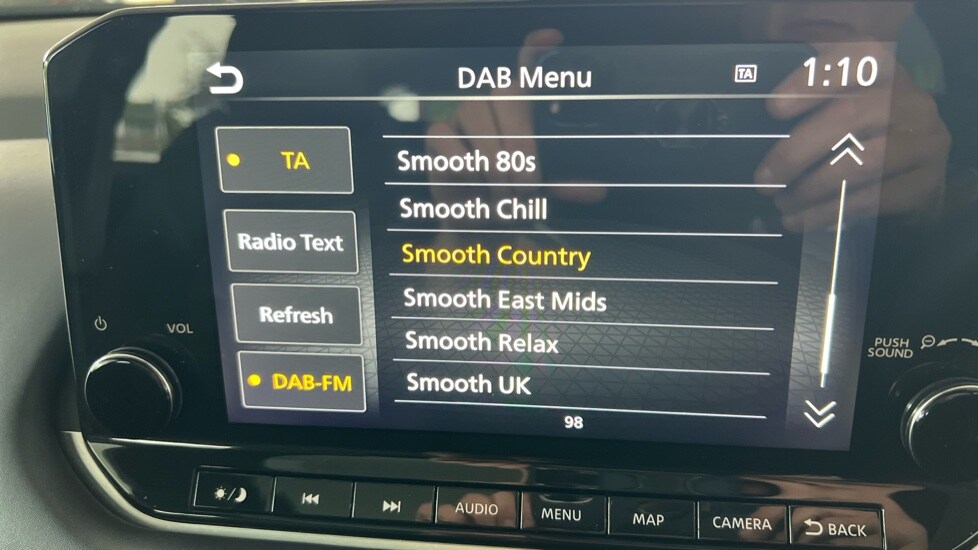 DAB Menu
TA
1:10
TA
Smooth 80s
Smooth Chill
Radio Text
Smooth Country
Refresh
Smooth East Mids
Smooth Relax
DAB-FM
Smooth UK
98
VOL
PUSH
SOUND
AUDIO
MENU
MAP
CAMERA
BACK